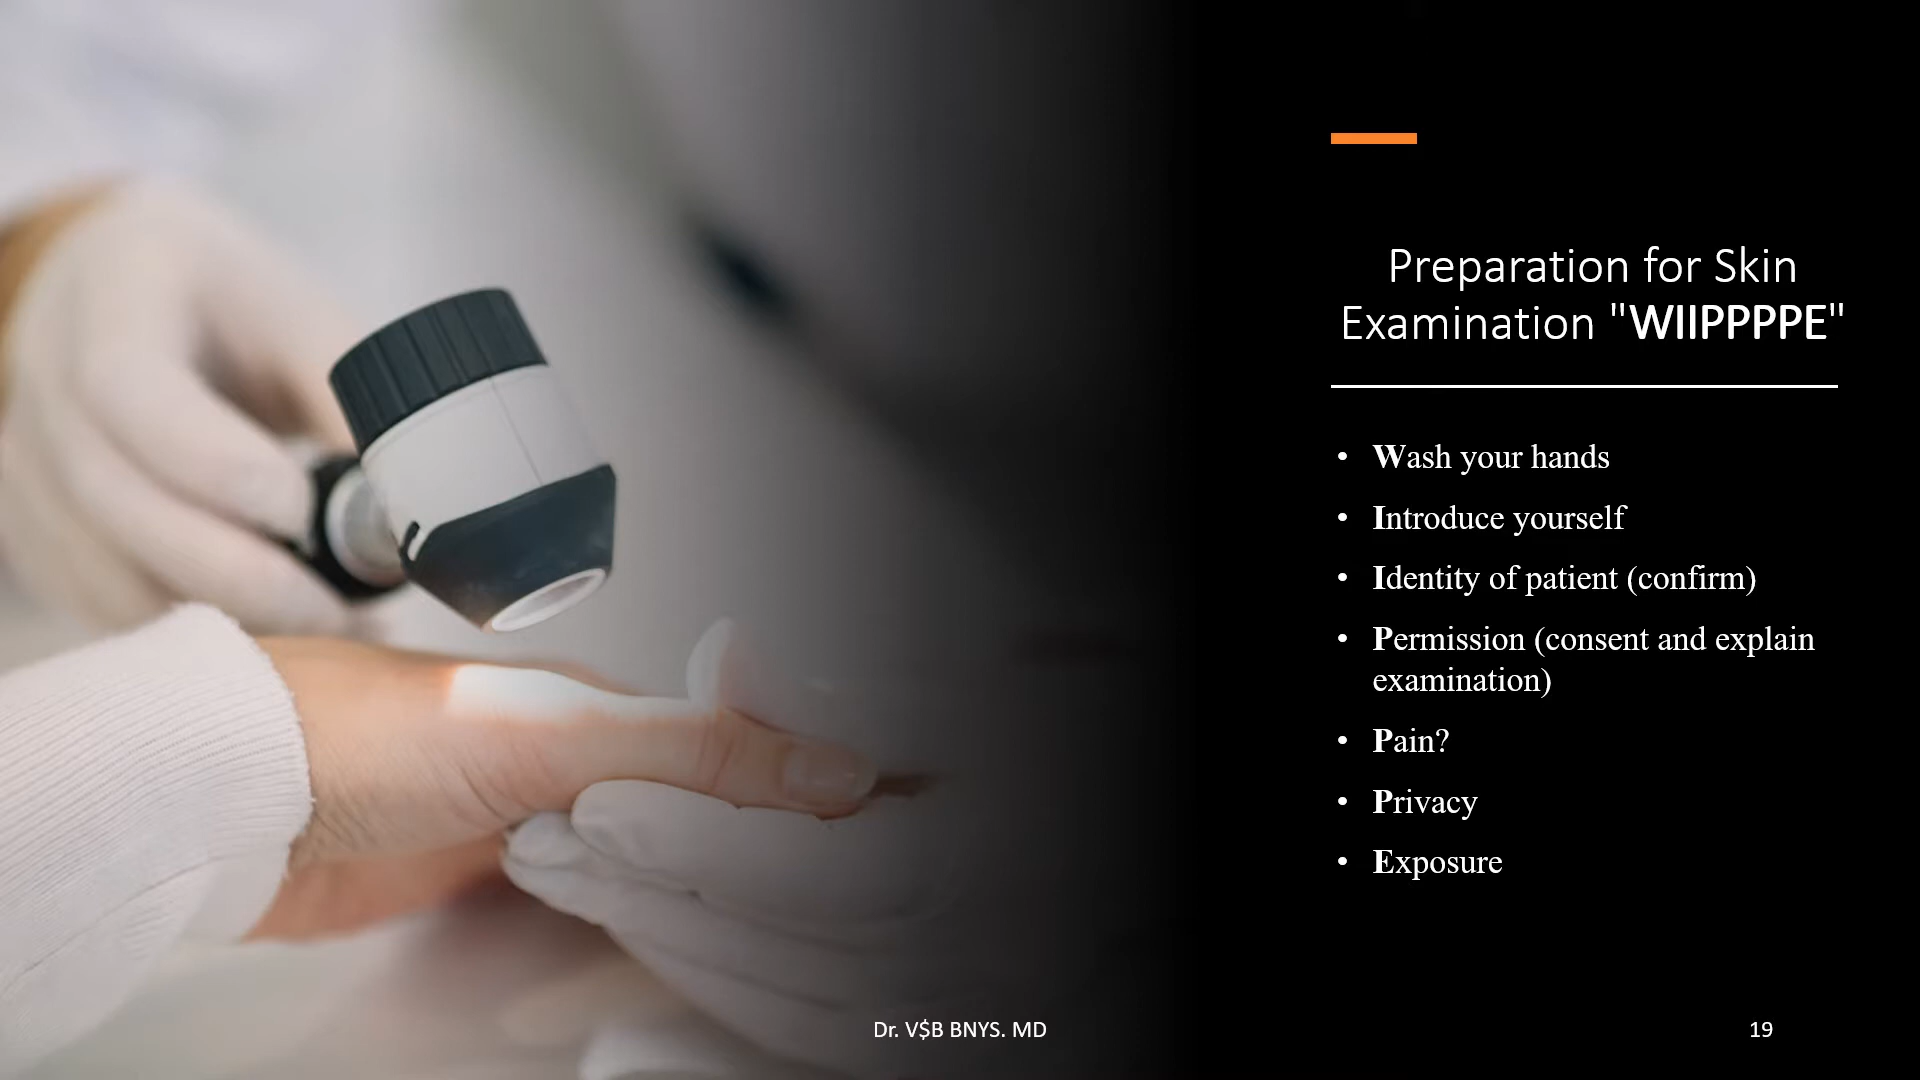 Preparation for Skin
Examination "WIIPPPPE"
• Wash your hands
• Introduce yourself
• Identity of patient (confirm)
• Permission (consent and explain
examination)
• Pain?
• Privacy
• Exposure
Dr. V$B BNYS. MD
19